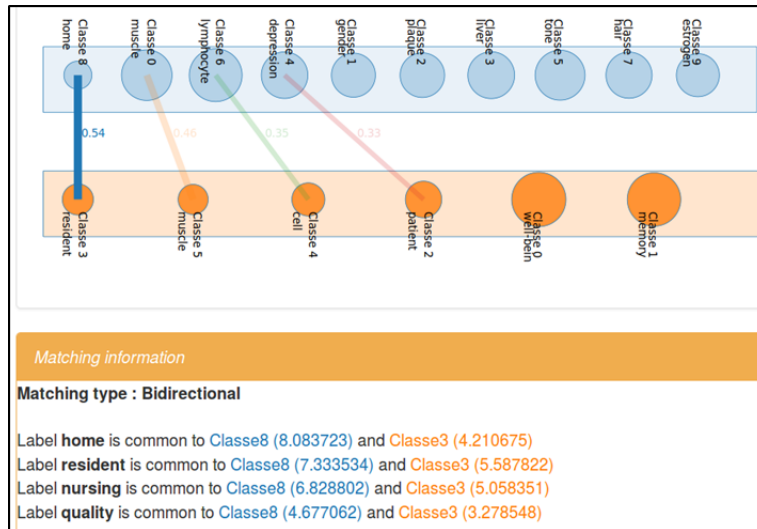 Classe 8
home
Classe 0
muscle
Classe 6
lymphocyte
Classe 4
depression
Classe 1
gender
Classe 2
plaque
Classe 3
liver
Classe 5
tone
Classe 7
hair
Classe 9
estrogen
0.54
0.46
0.35
0.33
Classe 3
resident
Classe 5
muscle
Classe 4
cell
Classe 2
patient
Classe 0
well-bein
Classe 1
memory
Matching information
Matching type : Bidirectional
Label home is common to Classe8 (8.083723) and Classe3 (4.210675)
Label resident is common to Classe8 (7.333534) and Classe3 (5.587822)
Label nursing is common to Classe8 (6.828802) and Classe3 (5.058351)
Label quality is common to Classe8 (4.677062) and Classe3 (3.278548)